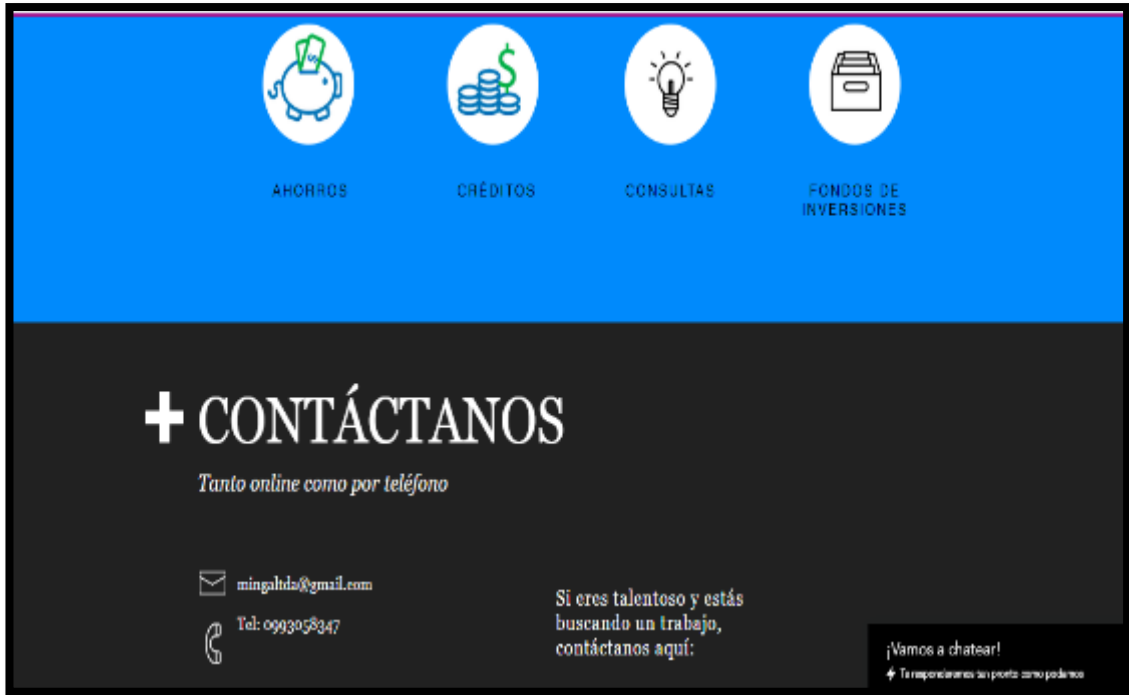 AHORROS
CRÉDITOS
CONSULTAS
FONDOS DE
INVERSIONES
+ CONTÁCTANOS
Tanto online como por teléfono
mingaltda@gmail.com
Tel: 0993058347
Si eres talentoso y estás
buscando un trabajo,
contáctanos aquí:
¡Vamos a chatear!
Te responderemos tan pronto como podamos